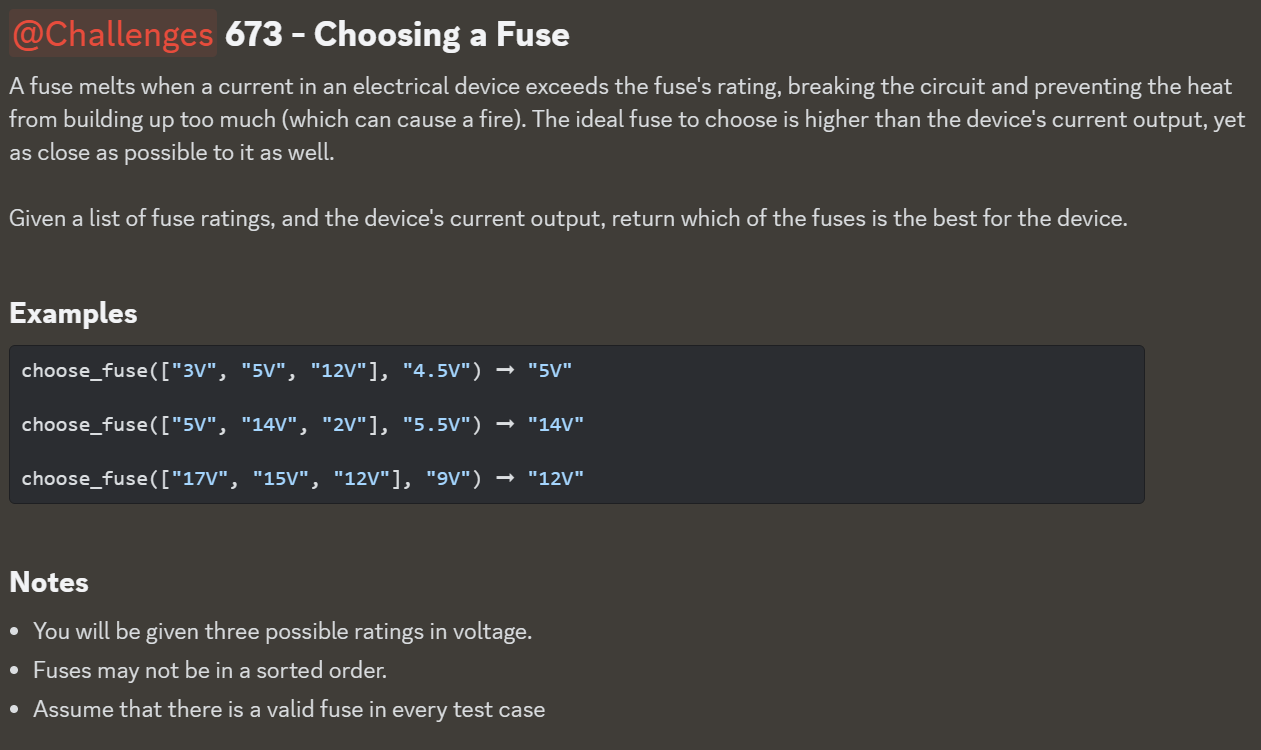 @Challenges 673 - Choosing a Fuse
A fuse melts when a current in an electrical device exceeds the fuse's rating, breaking the circuit and preventing the heat
from building up too much (which can cause a fire). The ideal fuse to choose is higher than the device's current output, yet
as close as possible to it as well.
Given a list of fuse ratings, and the device's current output, return which of the fuses is the best for the device.
Examples
choose_fuse(["3V", "5V", "12V"], "4.5V") ➞ "5V"
choose_fuse(["5V", "14V", "2V"], "5.5V") ➞ "14V"
choose_fuse(["17V", "15V", "12V"], "9V") ➞ "12V"
Notes
• You will be given three possible ratings in voltage.
• Fuses may not be in a sorted order.
• Assume that there is a valid fuse in every test case